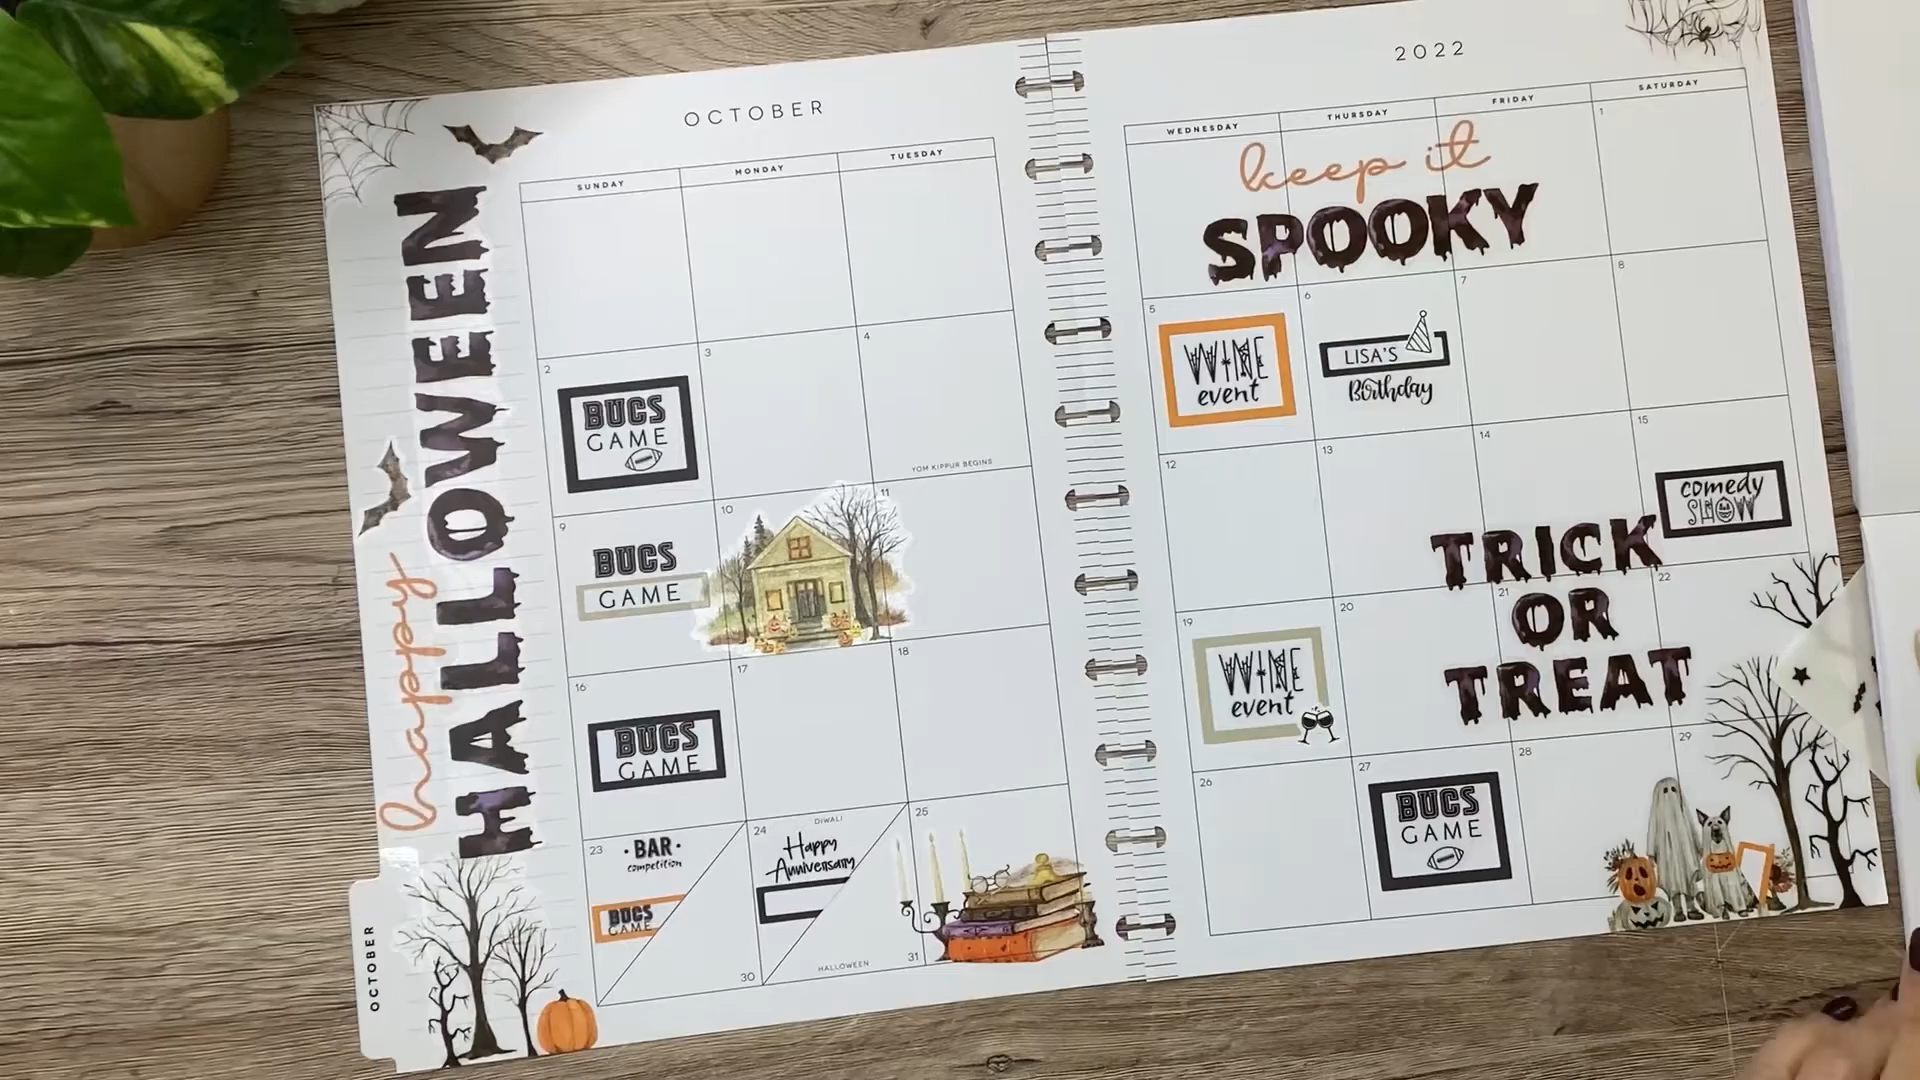 OCTOBER
2022
SUNDAY
MONDAY
TUESDAY
WEDNESDAY
THURSDAY
FRIDAY
SATURDAY
happy
HALLOWEEN
keep it
SPOOKY
1
2
BUCS
GAME
3
4
YOM KIPPUR BEGINS
5
WINE
event
6
LISA'S
Birthday
7
8
9
BUCS
GAME
10
11
12
13
14
15
comedy
SHOW
TRICK
OR
TREAT
16
BUCS
GAME
17
18
19
WINE
event
20
21
22
23
•BAR•
competition
BUCS
GAME
30
24
DIWALI
Happy
Anniversary
HALLOWEEN
31
25
26
27
BUCS
GAME
28
29
OCTOBER